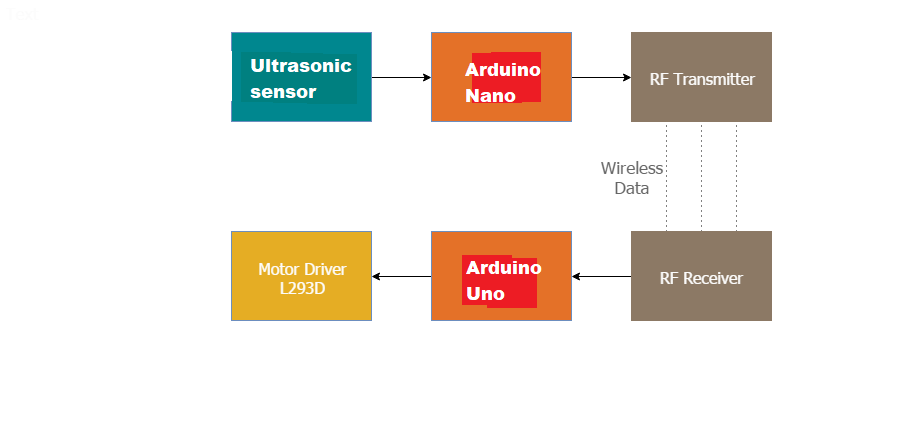 Ultrasonic
sensor
Arduino
Nano
RF Transmitter
Wireless
Data
Motor Driver
L293D
Arduino
Uno
RF Receiver